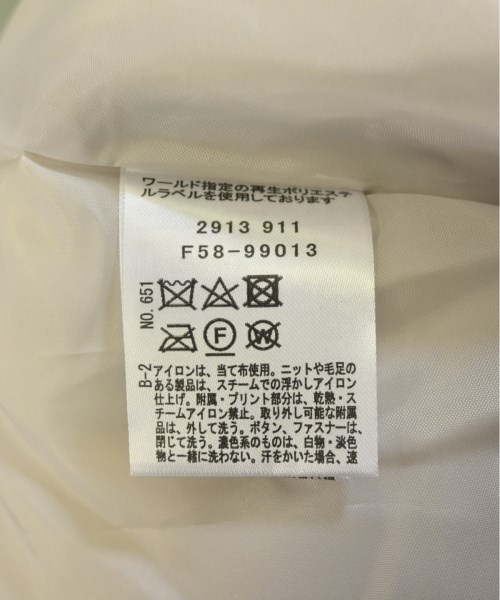 ワールド指定の再生ポリエステ
ルラベルを使用しております
2913 911
F58-99013
NO. 651
F
W
B-2
アイロンは、当て布使用。ニットや毛足の
ある製品は、スチームでの浮かしアイロン
仕上げ。附属・プリント部分は、乾熱・ス
チームアイロン禁止。取り外し可能な附属
品は、外して洗う。ボタン、ファスナーは、
閉じて洗う。濃色系のものは、白物・淡色
物と一緒に洗わない。汗をかいた場合、速